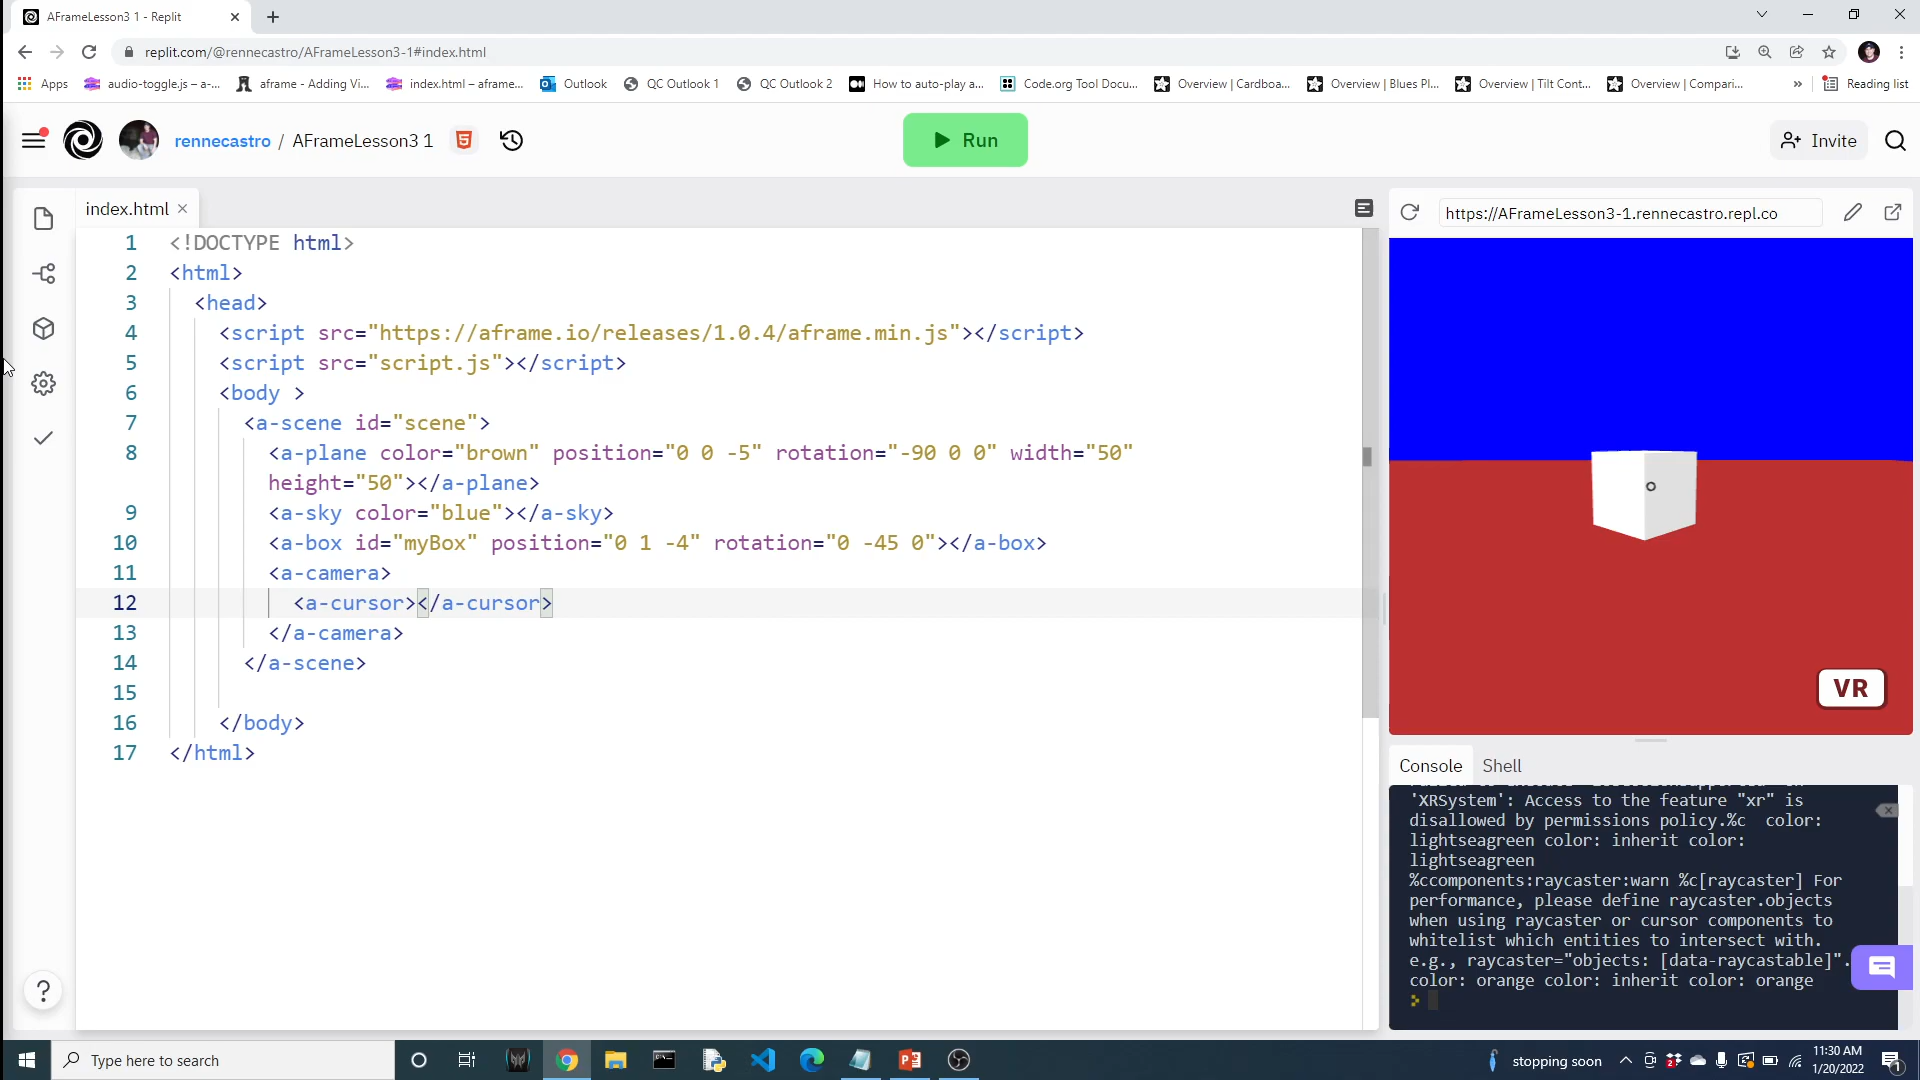 AFrameLesson3 1 - Replit
replit.com/@rennecastro/AFrameLesson3-1#index.html
Apps audio-toggle.js – a-... aframe - Adding Vi... index.html – aframe... Outlook QC Outlook 1 QC Outlook 2 How to auto-play a... Code.org Tool Docu... Overview | Cardboa... Overview | Blues Pl... Overview | Tilt Cont... Overview | Compari... » Reading list
rennecastro / AFrameLesson3 1
Run
Invite
index.html
https://AFrameLesson3-1.rennecastro.repl.co
1 <!DOCTYPE html>
2 <html>
3 <head>
4 <script src="https://aframe.io/releases/1.0.4/aframe.min.js"></script>
5 <script src="script.js"></script>
6 <body >
7 <a-scene id="scene">
8 <a-plane color="brown" position="0 0 -5" rotation="-90 0 0" width="50"
height="50"></a-plane>
9 <a-sky color="blue"></a-sky>
10 <a-box id="myBox" position="0 1 -4" rotation="0 -45 0"></a-box>
11 <a-camera>
12 <a-cursor></a-cursor>
13 </a-camera>
14 </a-scene>
15
16 </body>
17 </html>
VR
Console Shell
'XRSystem': Access to the feature "xr" is
disallowed by permissions policy.%c color:
lightseagreen color: inherit color:
lightseagreen
%ccomponents:raycaster:warn %c[raycaster] For
performance, please define raycaster.objects
when using raycaster or cursor components to
whitelist which entities to intersect with.
e.g., raycaster="objects: [data-raycastable]".
color: orange color: inherit color: orange
?
Type here to search
stopping soon
11:30 AM
1/20/2022